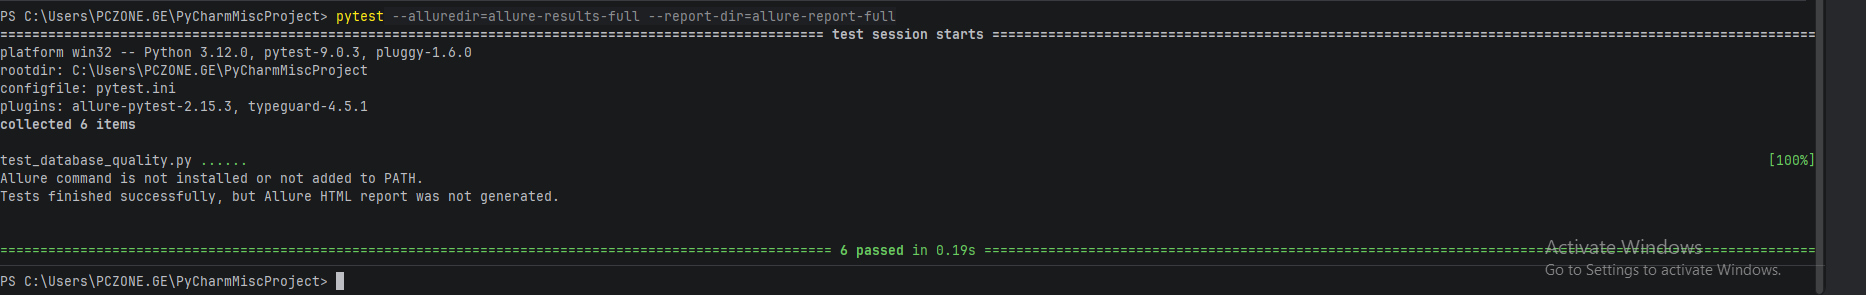 PS C:\Users\PCZONE.GE\PyCharmMiscProject> pytest --alluredir=allure-results-full --report-dir=allure-report-full
======================================================================================================= test session starts =======================================================================================================
platform win32 -- Python 3.12.0, pytest-9.0.3, pluggy-1.6.0
rootdir: C:\Users\PCZONE.GE\PyCharmMiscProject
configfile: pytest.ini
plugins: allure-pytest-2.15.3, typeguard-4.5.1
collected 6 items
test_database_quality.py ...... [100%]
Allure command is not installed or not added to PATH.
Tests finished successfully, but Allure HTML report was not generated.
======================================================================================================== 6 passed in 0.19s ========================================================================================================
Activate Windows
Go to Settings to activate Windows.
PS C:\Users\PCZONE.GE\PyCharmMiscProject>